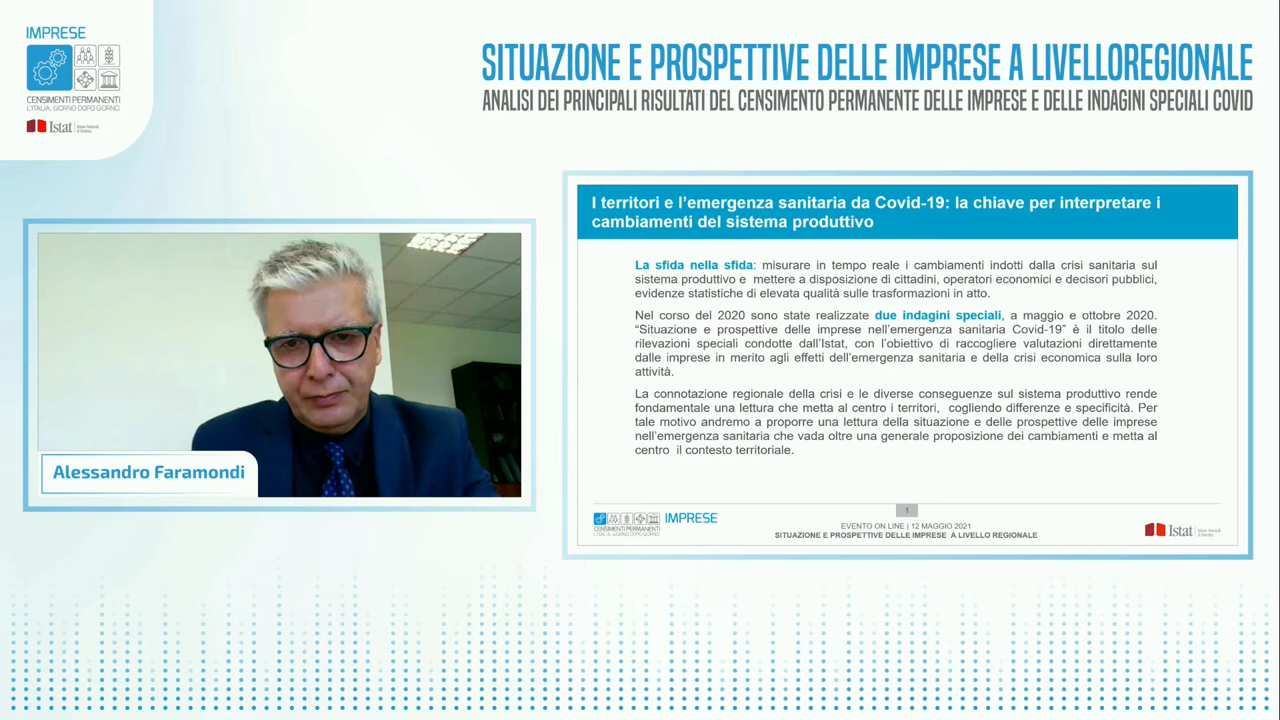 IMPRESE
CENSIMENTI PERMANENTI
L'ITALIA, GIORNO DOPO GIORNO.
Istat
SITUAZIONE E PROSPETTIVE DELLE IMPRESE A LIVELLOREGIONALE
ANALISI DEI PRINCIPALI RISULTATI DEL CENSIMENTO PERMANENTE DELLE IMPRESE E DELLE INDAGINI SPECIALI COVID
Alessandro Faramondi
I territori e l'emergenza sanitaria da Covid-19: la chiave per interpretare i
cambiamenti del sistema produttivo
La sfida nella sfida: misurare in tempo reale i cambiamenti indotti dalla crisi sanitaria sul
sistema produttivo e mettere a disposizione di cittadini, operatori economici e decisori pubblici,
evidenze statistiche di elevata qualità sulle trasformazioni in atto.
Nel corso del 2020 sono state realizzate due indagini speciali, a maggio e ottobre 2020.
“Situazione e prospettive delle imprese nell'emergenza sanitaria Covid-19” è il titolo delle
rilevazioni speciali condotte dall'Istat, con l'obiettivo di raccogliere valutazioni direttamente
dalle imprese in merito agli effetti dell'emergenza sanitaria e della crisi economica sulla loro
attività.
La connotazione regionale della crisi e le diverse conseguenze sul sistema produttivo rende
fondamentale una lettura che metta al centro i territori, cogliendo differenze e specificità. Per
tale motivo andremo a proporre una lettura della situazione e delle prospettive delle imprese
nell'emergenza sanitaria che vada oltre una generale proposizione dei cambiamenti e metta al
centro il contesto territoriale.
1
CENSIMENTI PERMANENTI
L'ITALIA, GIORNO DOPO GIORNO.
IMPRESE
EVENTO ON LINE | 12 MAGGIO 2021
SITUAZIONE E PROSPETTIVE DELLE IMPRESE A LIVELLO REGIONALE
Istat